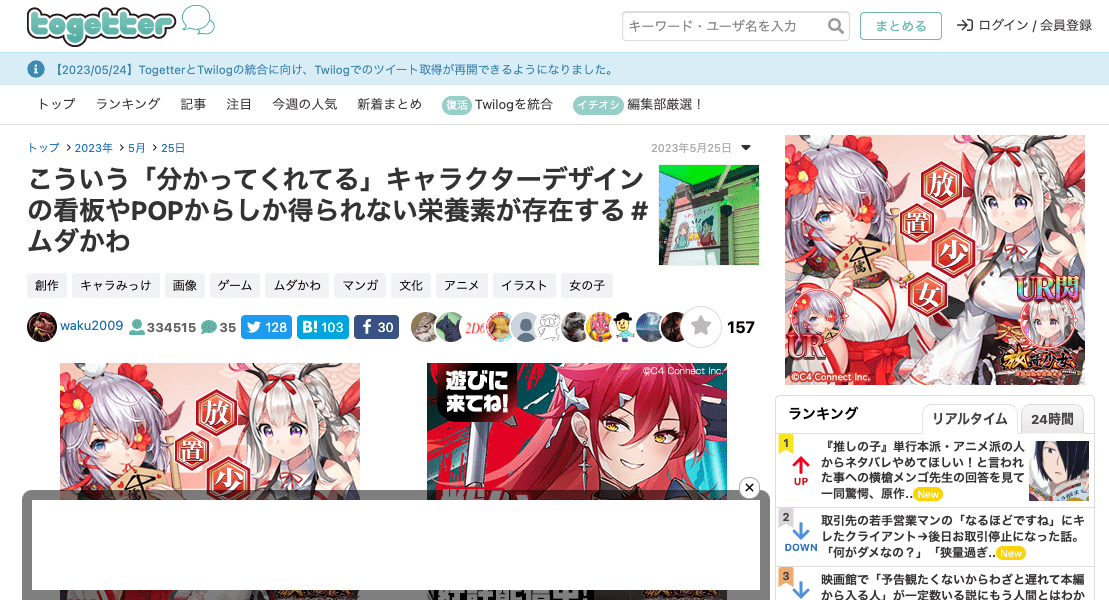 togetter
キーワード・ユーザ名を入力
まとめる
ログイン / 会員登録
【2023/05/24】TogetterとTwilogの統合に向け、Twilogでのツイート取得が再開できるようになりました。
トップ ランキング 記事 注目 今週の人気 新着まとめ 復活 Twilogを統合 イチオシ 編集部厳選！
トップ 2023年 5月 25日
2023年5月25日
こういう「分かってくれてる」キャラクターデザイン
の看板やPOPからしか得られない栄養素が存在する＃
ムダかわ
創作 キャラみっけ 画像 ゲーム ムダかわ マンガ 文化 アニメ イラスト 女の子
waku2009 334515 35 128 B! 103 30
157
放置少女
UR閃
UR
©C4 Connect Inc.
放置少女
放置少
遊びに
来てね!
©C4 Connect Inc.
ランキング
リアルタイム
24時間
1
UP
『推しの子』単行本派・アニメ派の人
からネタバレやめてほしい！と言われ
た事への横槍メンゴ先生の回答を見て
一同驚愕、原作..New
2
DOWN
取引先の若手営業マンの「なるほどですね」にキ
レたクライアント→後日お取引停止になった話。
「何がダメなの？」「狭量過ぎ..New
3
映画館で「予告観たくないからわざと遅れて本編
から入る人」が一定数いる説にもう人間とはわか